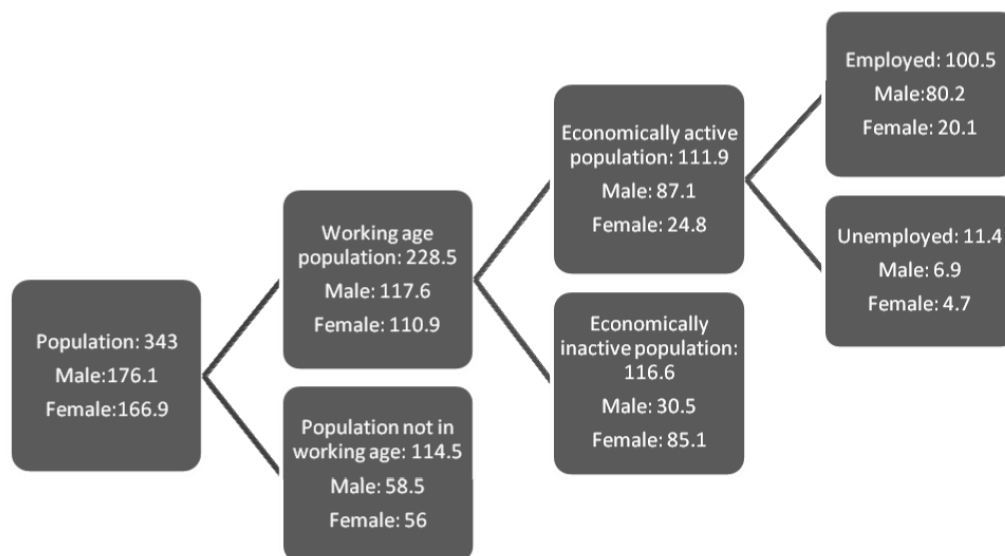 Population: 343
Male:176.1
Female:166.9
Working age
population: 228.5
Male: 117.6
Female: 110.9
Population not in
working age: 114.5
Male: 58.5
Female: 56
Economically active
population: 111.9
Male: 87.1
Female: 24.8
Economically
inactive population:
116.6
Male: 30.5
Female: 85.1
Employed: 100.5
Male:80.2
Female: 20.1
Unemployed: 11.4
Male: 6.9
Female: 4.7